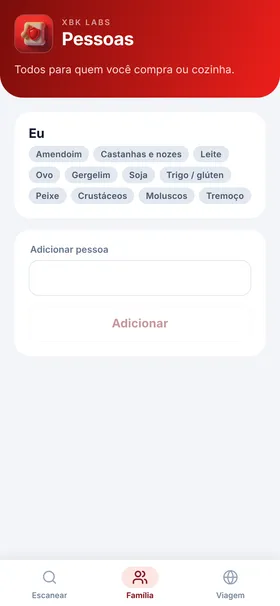 XBK LABS
Pessoas
Todos para quem você compra ou cozinha.
Eu
Amendoim Castanhas e nozes Leite
Ovo Gergelim Soja Trigo / glúten
Peixe Crustáceos Moluscos Tremoço
Adicionar pessoa
Adicionar
Escanear Família Viagem